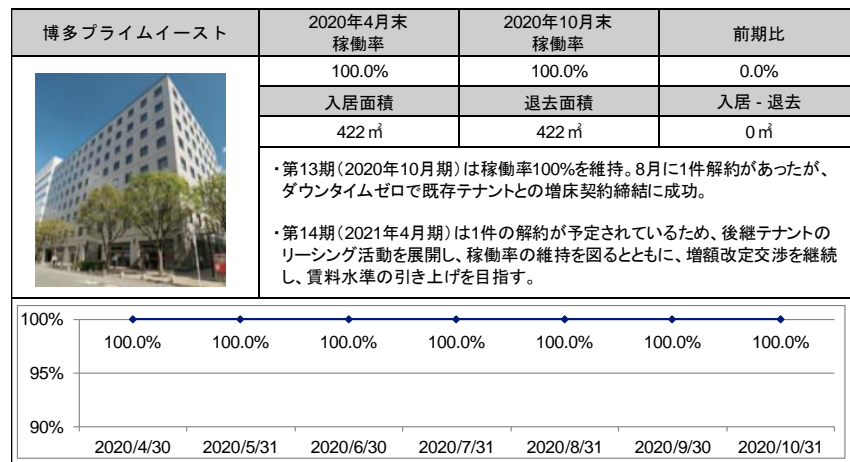 博多プライムイースト
2020年4月末
稼働率
2020年10月末
稼働率
前期比
100.0%
100.0%
0.0%
入居面積
退去面積
入居 - 退去
422㎡
422㎡
0㎡
・第13期(2020年10月期)は稼働率100%を維持。8月に1件解約があったが、
ダウンタイムゼロで既存テナントとの増床契約締結に成功。
・第14期(2021年4月期)は1件の解約が予定されているため、後継テナントの
リーシング活動を展開し、稼働率の維持を図るとともに、増額改定交渉を継続
し、賃料水準の引き上げを目指す。
100%
100.0% 100.0% 100.0% 100.0% 100.0% 100.0% 100.0%
95%
90%
2020/4/30 2020/5/31 2020/6/30 2020/7/31 2020/8/31 2020/9/30 2020/10/31